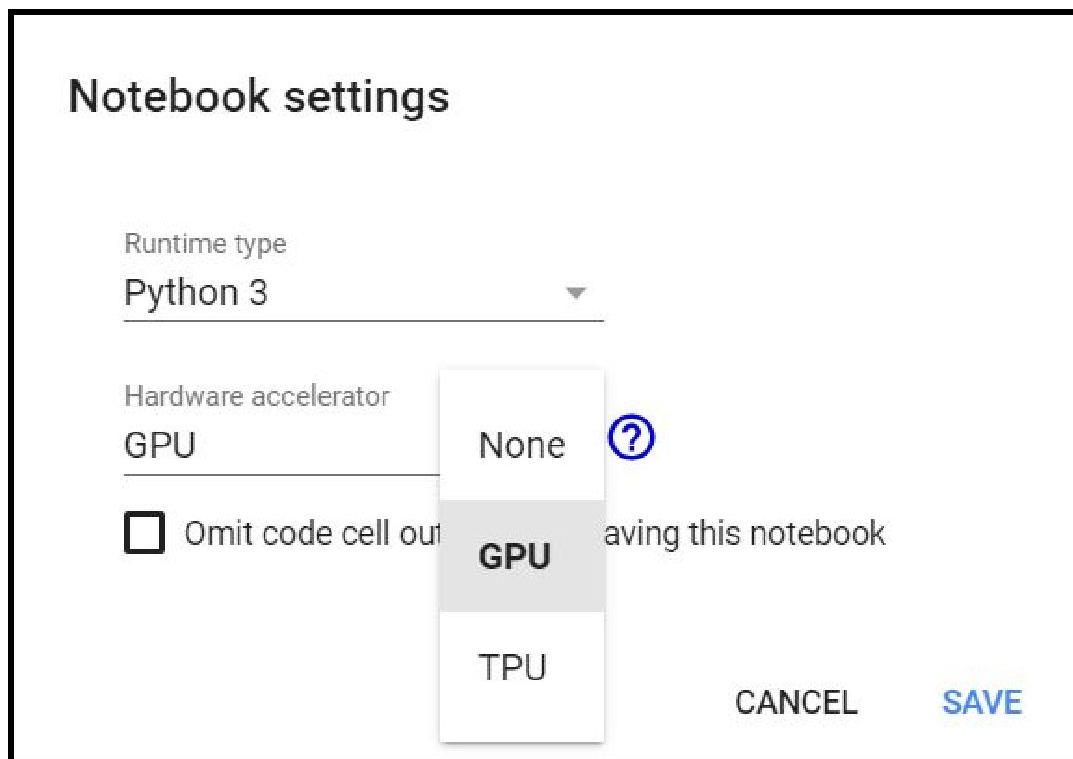 Notebook settings
Runtime type
Python 3
Hardware accelerator
GPU
None
GPU
TPU
Omit code cell out aving this notebook
CANCEL SAVE